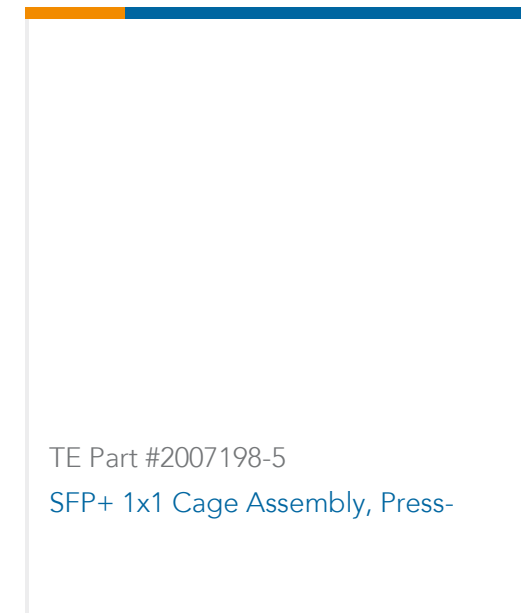 TE Part #2007198-5
SFP+ 1x1 Cage Assembly, Press-